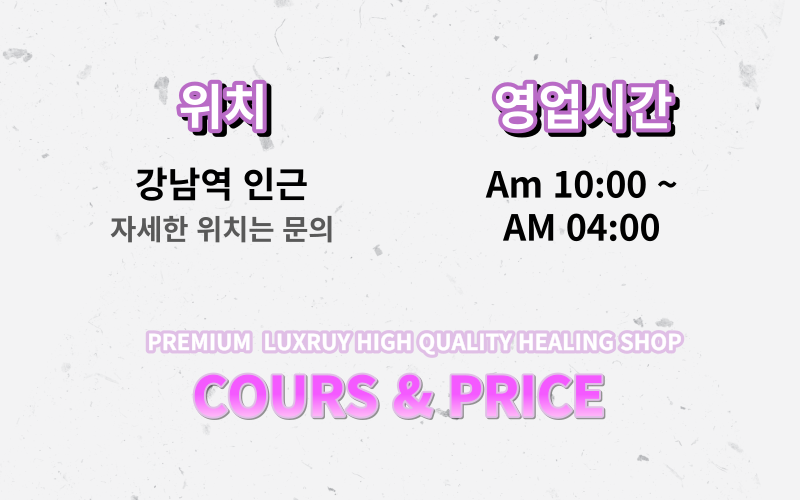 위치
강남역 인근
자세한 위치는 문의
영업시간
Am 10:00 ~
AM 04:00
PREMIUM LUXRUY HIGH QUALITY HEALING SHOP
COURS & PRICE